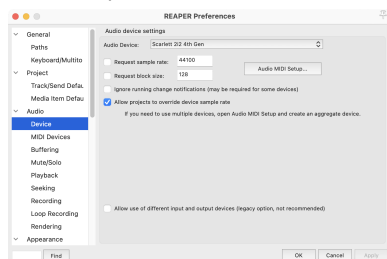 REAPER Preferences
General
Paths
Keyboard/Multito
Project
Track/Send Defau
Media Item Defau
Audio
Device
MIDI Devices
Buffering
Mute/Solo
Playback
Seeking
Recording
Loop Recording
Rendering
Appearance
Find
Audio device settings
Audio Device: Scarlett 2i2 4th Gen
Request sample rate: 44100
Request block size: 128
Audio MIDI Setup...
Ignore running change notifications (may be required for some devices)
Allow projects to override device sample rate
If you need to use multiple devices, open Audio MIDI Setup and create an aggregate device.
Allow use of different input and output devices (legacy option, not recommended)
OK Cancel Apply